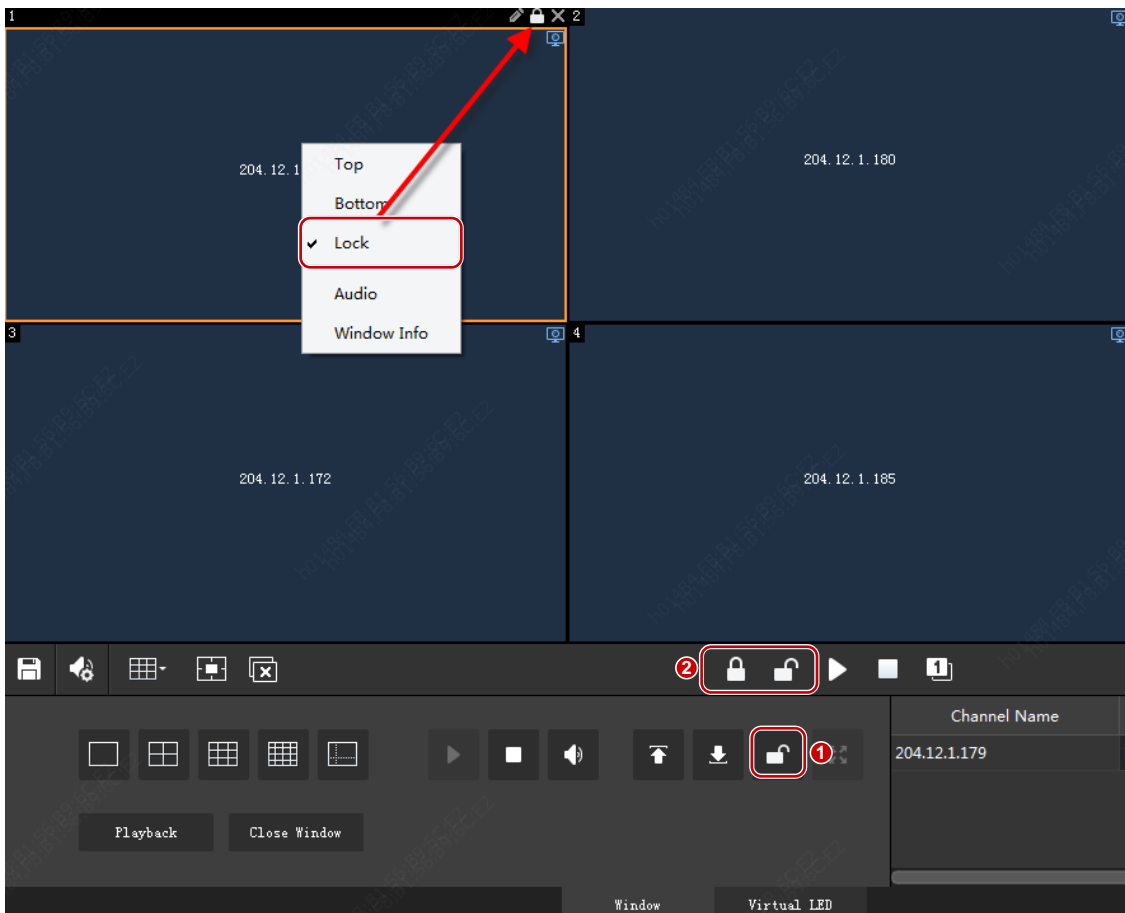 1
2
204.12.1
Top
Bottom
Lock
Audio
Window Info
204.12.1.180
3
4
204.12.1.172
204.12.1.185
2
1
Channel Name
1
204.12.1.179
Playback
Close Window
Window
Virtual LED